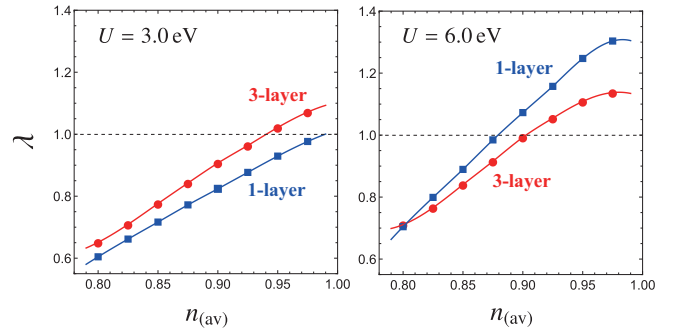 U = 3.0 eV
3-layer
1-layer
λ
1.4
1.2
1.0
0.8
0.6
0.80
0.85
0.90
0.95
1.00
n(av)
U = 6.0 eV
1-layer
3-layer
1.4
1.2
1.0
0.8
0.6
0.80
0.85
0.90
0.95
1.00
n(av)